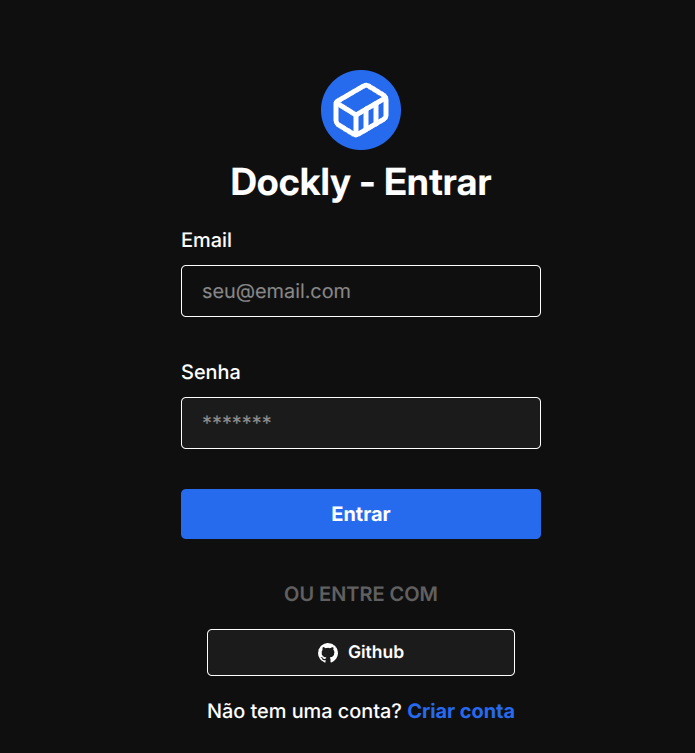 Dockly - Entrar
Email
seu@email.com
Senha
*******
Entrar
OU ENTRE COM
Github
Não tem uma conta? Criar conta